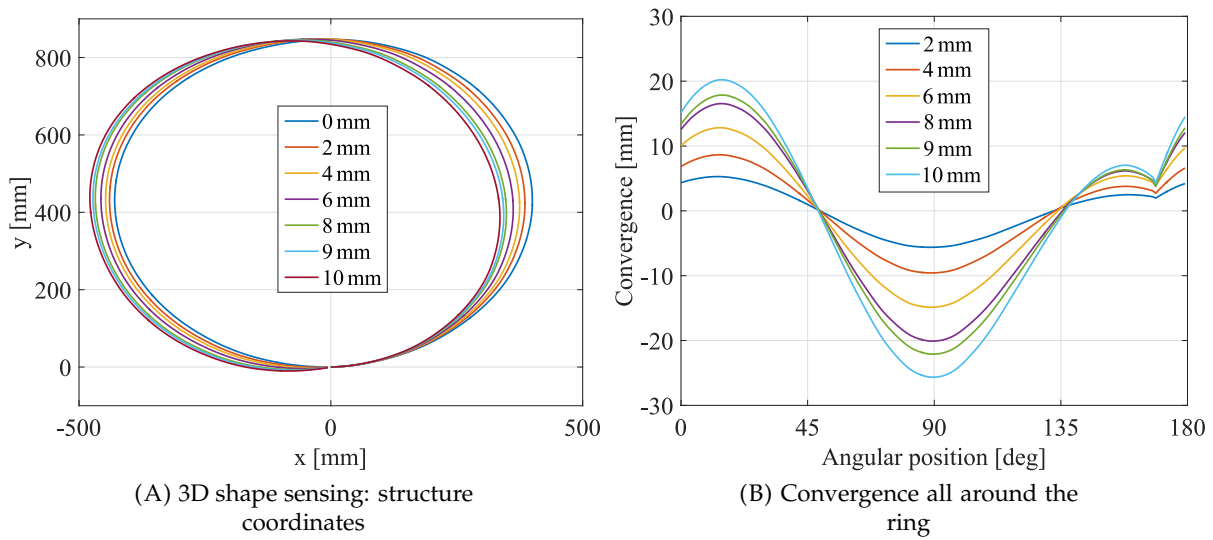 800
600
400
200
0
y [mm]
0 mm
2 mm
4 mm
6 mm
8 mm
9 mm
10 mm
-500
0
500
x [mm]
(A) 3D shape sensing: structure
coordinates
30
20
10
0
-10
-20
-30
Convergence [mm]
2 mm
4 mm
6 mm
8 mm
9 mm
10 mm
0
45
90
135
180
Angular position [deg]
(B) Convergence all around the
ring